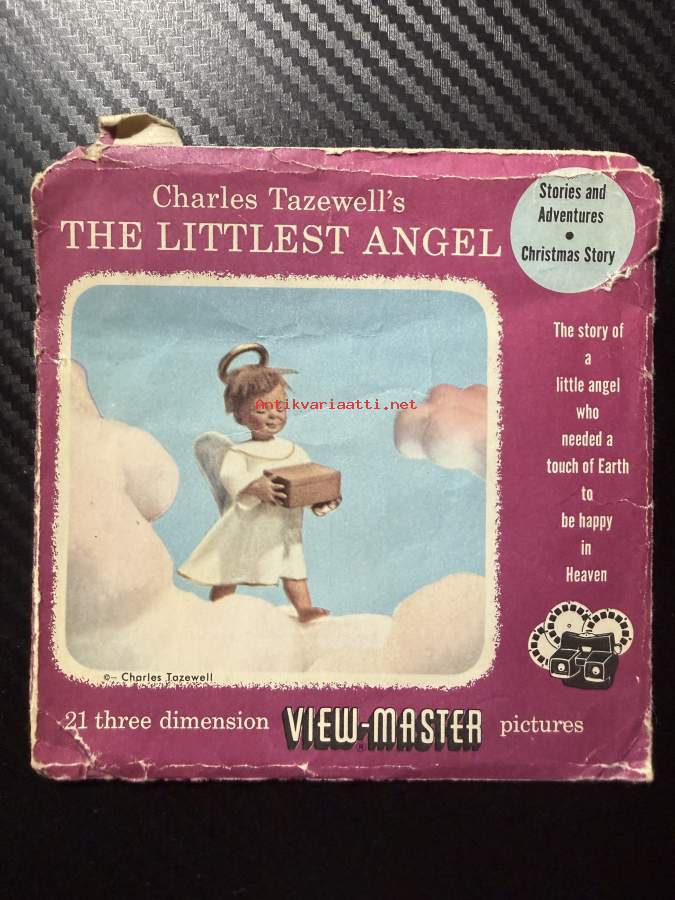 Charles Tazewell's
THE LITTLEST ANGEL
Stories and
Adventures
•
Christmas Story
The story of
a
little angel
who
needed a
touch of Earth
to
be happy
in
Heaven
Antikvariaatti.net
©– Charles Tazewell
21 three dimension VIEW-MASTER ® pictures